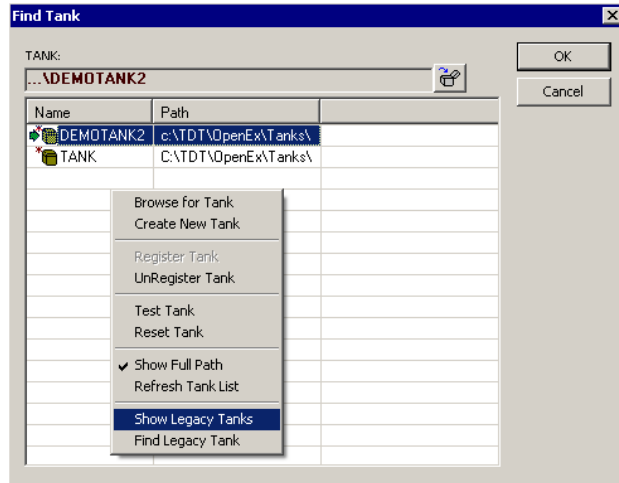 Find Tank
TANK:
...\DEMOTANK2
OK
Cancel
Name Path
DEMOTANK2 c:\TDT\OpenEx\Tanks\
TANK C:\TDT\OpenEx\Tanks\
Browse for Tank
Create New Tank
Register Tank
UnRegister Tank
Test Tank
Reset Tank
Show Full Path
Refresh Tank List
Show Legacy Tanks
Find Legacy Tank